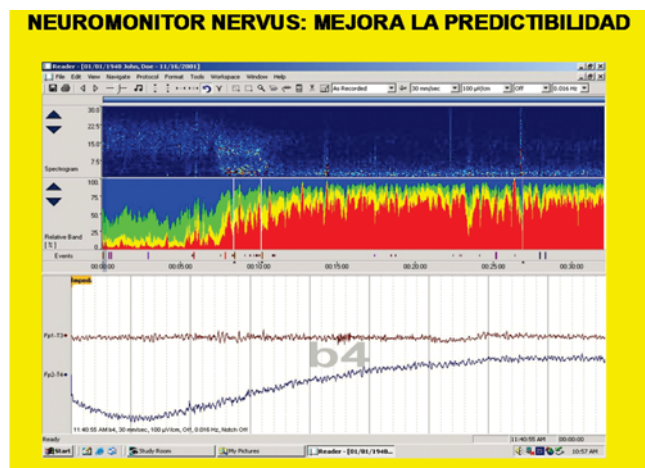 NEUROMONITOR NERVUS: MEJORA LA PREDICTIBILIDAD
Reader - [01/01/1940 John, Doe - 11/16/2001]
File Edit View Navigate Protocol Format Tools Workspace Window Help
As Recorded 30 mm/sec 100 µV/cm Off 0.016 Hz
30.0
22.5
15.0
7.5
Spectrogram
100
75
50
25
0
Relative Band
[%]
Events
00:00:00 00:05:00 00:10:00 00:15:00 00:20:00 00:25:00 00:30:00
Imped
Fp1-T3
Fp2-T4
b4
11:40:55 AM b4, 30 mm/sec, 100 µV/cm, Off, 0.016 Hz, Notch Off
Ready 11:40:55 AM 00:00:00
Start Study Room My Pictures Reader - [01/01/1940... 10:57 AM